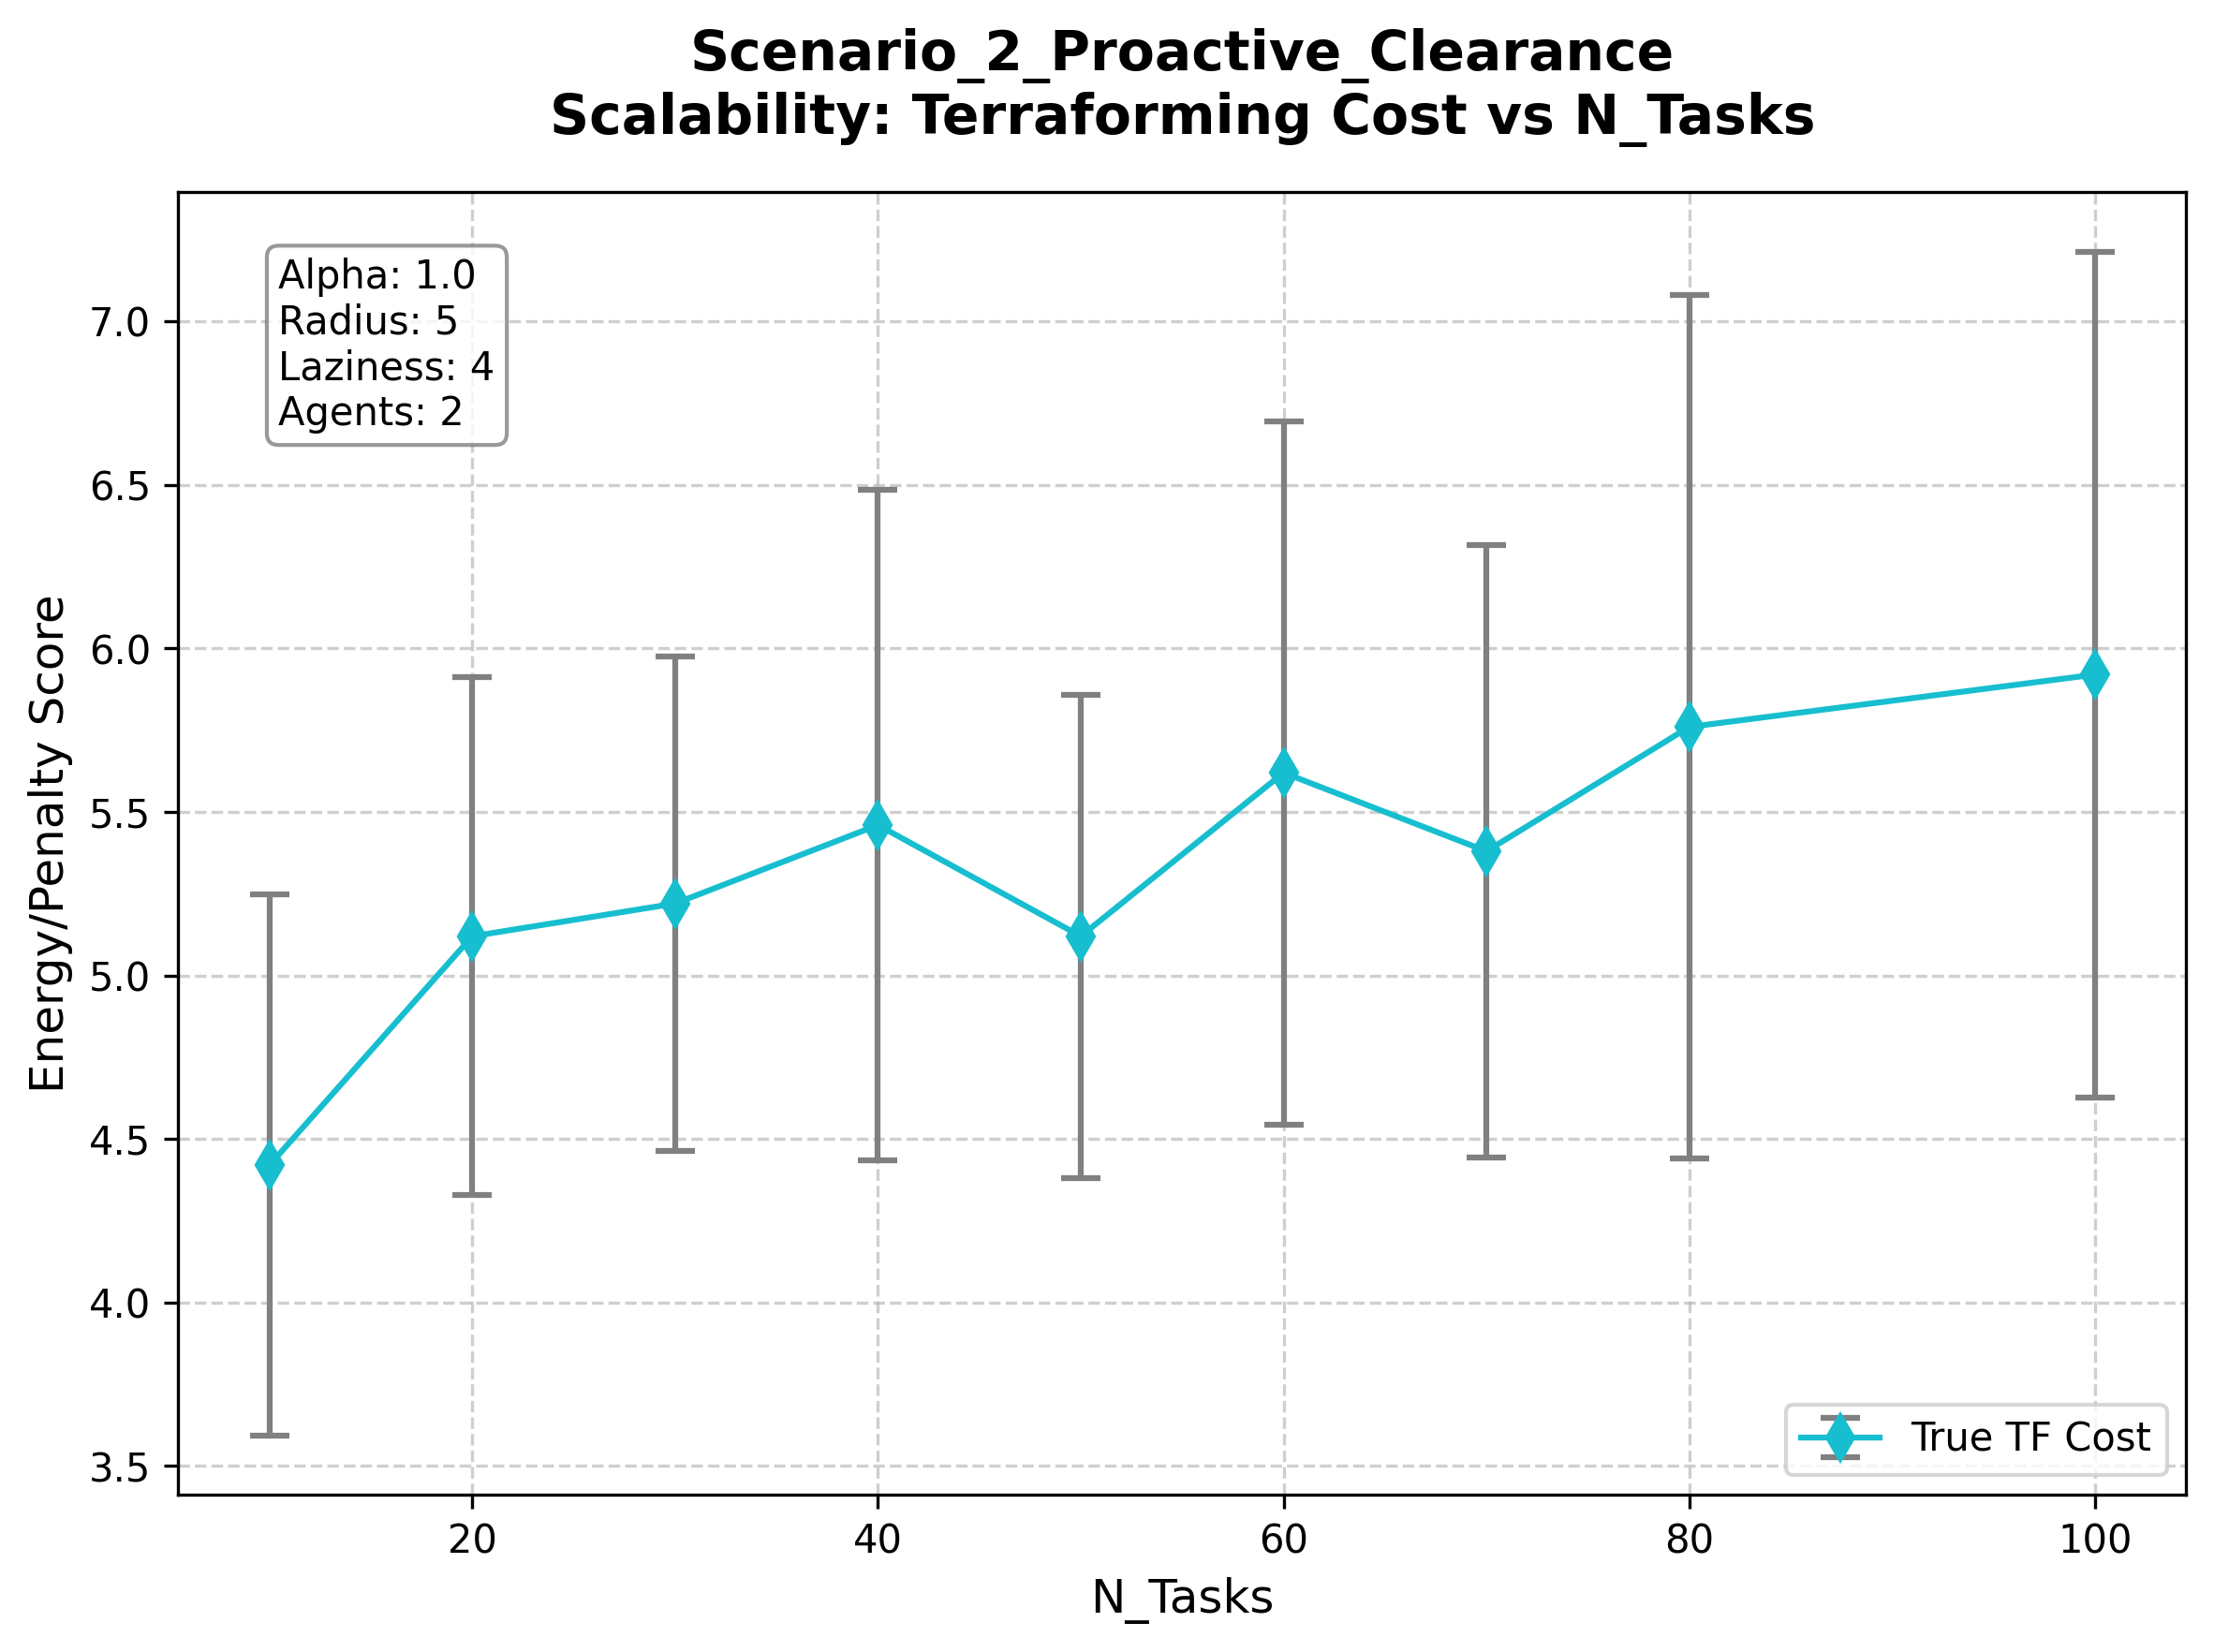 Scenario_2_Proactive_Clearance
Scalability: Terraforming Cost vs N_Tasks
Alpha: 1.0
Radius: 5
Laziness: 4
Agents: 2
Energy/Penalty Score
7.0
6.5
6.0
5.5
5.0
4.5
4.0
3.5
True TF Cost
20 40 60 80 100
N_Tasks